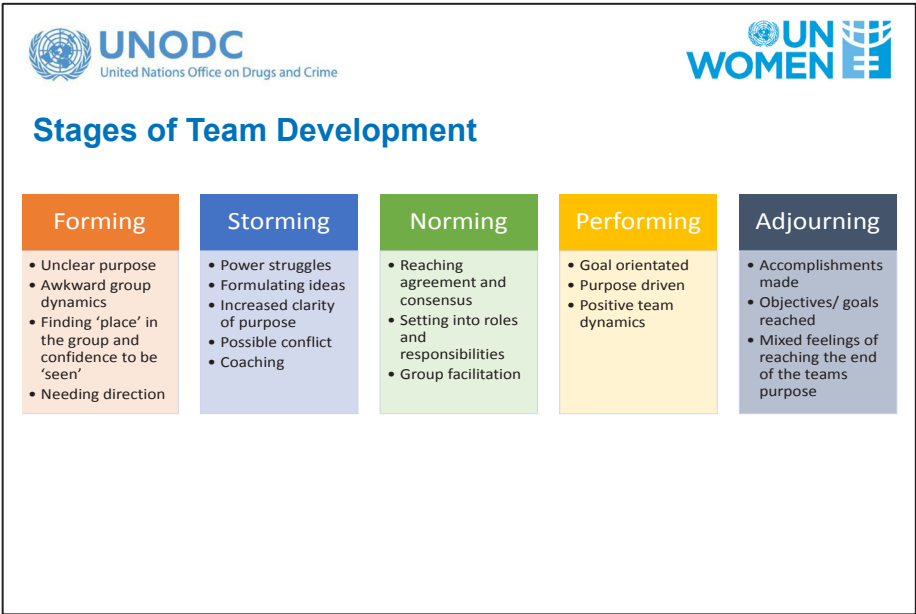 UNODC
United Nations Office on Drugs and Crime
UN
WOMEN
Stages of Team Development
Forming
• Unclear purpose
• Awkward group
dynamics
• Finding ‘place’ in
the group and
confidence to be
‘seen’
• Needing direction
Storming
• Power struggles
• Formulating ideas
• Increased clarity
of purpose
• Possible conflict
• Coaching
Norming
• Reaching
agreement and
consensus
• Setting into roles
and
responsibilities
• Group facilitation
Performing
• Goal orientated
• Purpose driven
• Positive team
dynamics
Adjourning
• Accomplishments
made
• Objectives/ goals
reached
• Mixed feelings of
reaching the end
of the teams
purpose